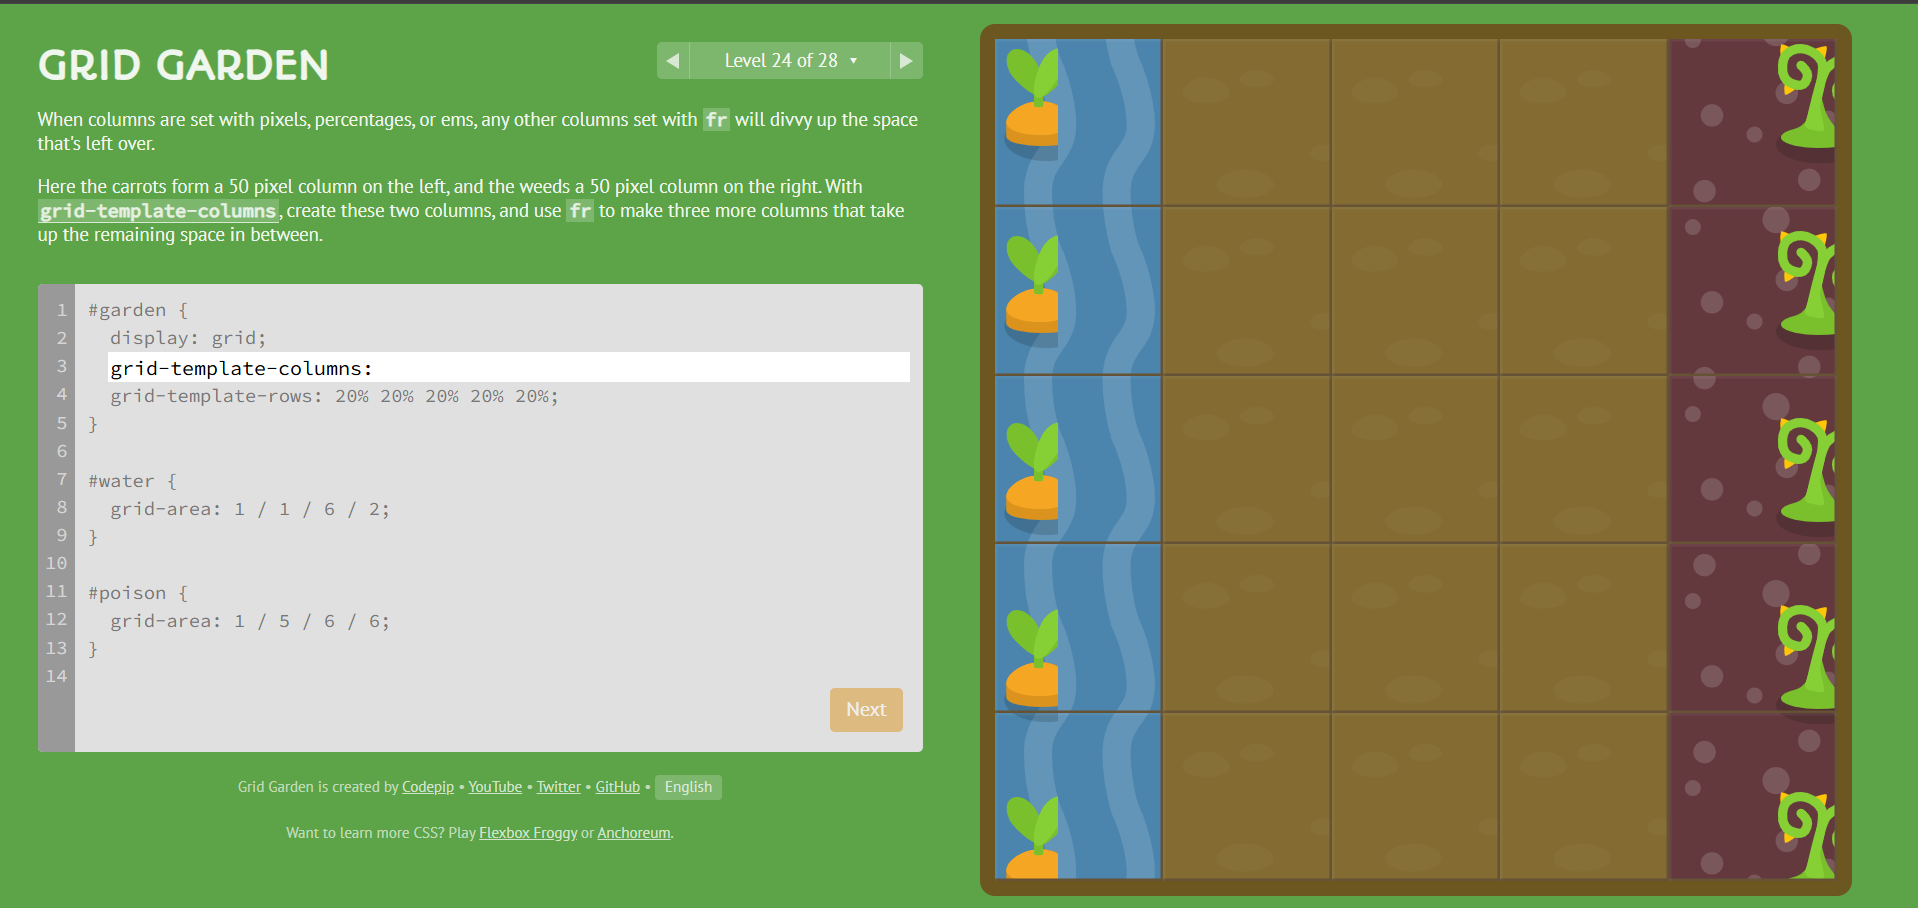 GRID GARDEN
◀ Level 24 of 28 ▼ ▶
When columns are set with pixels, percentages, or ems, any other columns set with fr will divvy up the space
that's left over.
Here the carrots form a 50 pixel column on the left, and the weeds a 50 pixel column on the right. With
grid-template-columns, create these two columns, and use fr to make three more columns that take
up the remaining space in between.
1 #garden {
2   display: grid;
3   grid-template-columns:
4   grid-template-rows: 20% 20% 20% 20% 20%;
5 }
6
7 #water {
8   grid-area: 1 / 1 / 6 / 2;
9 }
10
11 #poison {
12   grid-area: 1 / 5 / 6 / 6;
13 }
14
Next
Grid Garden is created by Codepip • YouTube • Twitter • GitHub • English
Want to learn more CSS? Play Flexbox Froggy or Anchoreum.